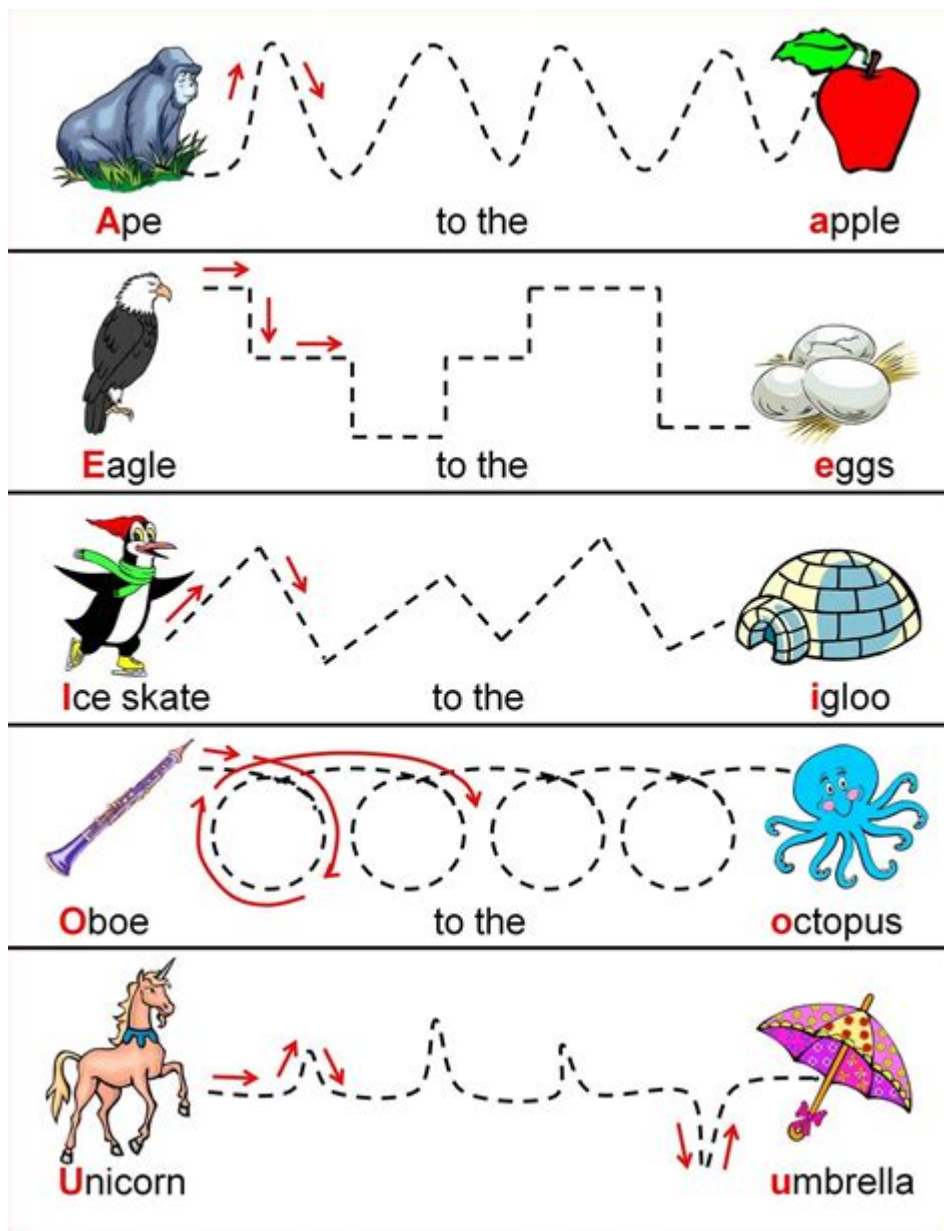 Ape to the apple
Eagle to the eggs
Ice skate to the igloo
Oboe to the octopus
Unicorn to the umbrella